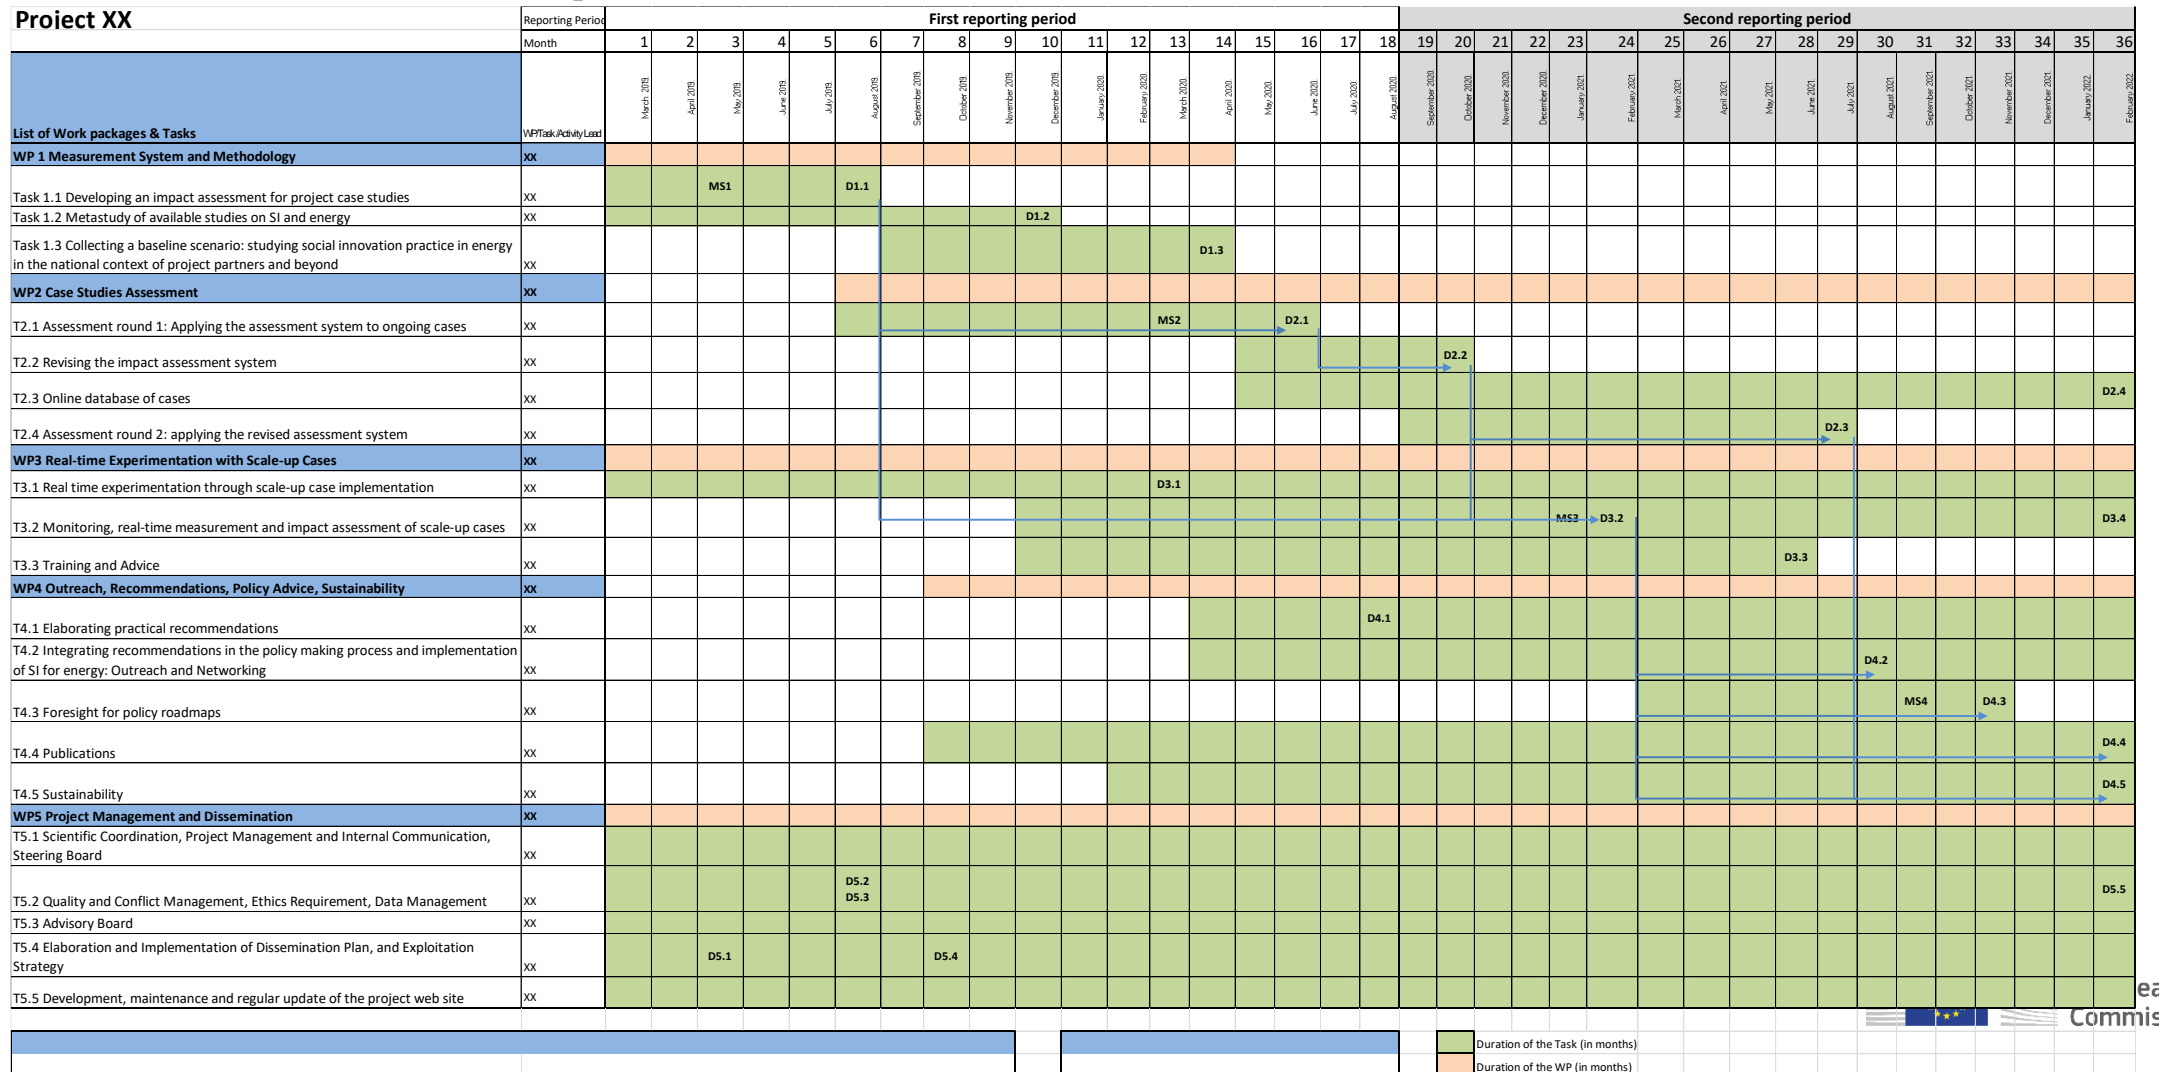 Project XX
Reporting Period
First reporting period
Second reporting period
Month
1 2 3 4 5 6 7 8 9 10 11 12 13 14 15 16 17 18 19 20 21 22 23 24 25 26 27 28 29 30 31 32 33 34 35 36
List of Work packages & Tasks
WP/Task/Activity Lead
March 2019.
April 2019.
May 2019.
June 2019.
July 2019.
August 2019.
September 2019.
October 2019.
November 2019.
December 2019.
January 2020.
February 2020.
March 2020.
April 2020.
May 2020.
June 2020.
July 2020.
August 2020.
September 2020.
October 2020.
November 2020.
December 2020.
January 2021.
February 2021.
March 2021
April 2021
May 2021
June 2021
July 2021
August 2021
September 2021
October 2021
November 2021
December 2021
January 2022
February 2022
WP 1 Measurement System and Methodology XX
Task 1.1 Developing an impact assessment for project case studies XX MS1 D1.1
Task 1.2 Metastudy of available studies on SI and energy XX D1.2
Task 1.3 Collecting a baseline scenario: studying social innovation practice in energy
in the national context of project partners and beyond XX D1.3
WP2 Case Studies Assessment XX
T2.1 Assessment round 1: Applying the assessment system to ongoing cases XX MS2 D2.1
T2.2 Revising the impact assessment system XX D2.2
T2.3 Online database of cases XX D2.4
T2.4 Assessment round 2: applying the revised assessment system XX D2.3
WP3 Real-time Experimentation with Scale-up Cases XX
T3.1 Real time experimentation through scale-up case implementation XX D3.1
T3.2 Monitoring, real-time measurement and impact assessment of scale-up cases XX MS3 D3.2 D3.4
T3.3 Training and Advice XX D3.3
WP4 Outreach, Recommendations, Policy Advice, Sustainability XX
T4.1 Elaborating practical recommendations XX D4.1
T4.2 Integrating recommendations in the policy making process and implementation
of SI for energy: Outreach and Networking XX D4.2
T4.3 Foresight for policy roadmaps XX MS4 D4.3
T4.4 Publications XX D4.4
T4.5 Sustainability XX D4.5
WP5 Project Management and Dissemination XX
T5.1 Scientific Coordination, Project Management and Internal Communication,
Steering Board XX
D5.2
T5.2 Quality and Conflict Management, Ethics Requirement, Data Management XX D5.3 D5.5
T5.3 Advisory Board XX
T5.4 Elaboration and Implementation of Dissemination Plan, and Exploitation
Strategy XX D5.1 D5.4
T5.5 Development, maintenance and regular update of the project web site XX
Duration of the Task (in months)
Duration of the WP (in months)